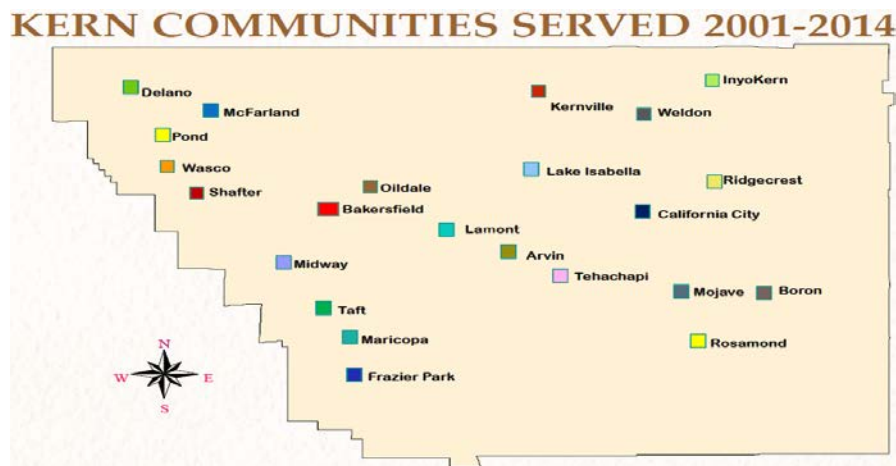 KERN COMMUNITIES SERVED 2001-2014
InyoKern
Delano
Kernville
McFarland
Weldon
Pond
Wasco
Lake Isabella
Ridgecrest
Oildale
Shafter
Bakersfield
California City
Lamont
Arvin
Midway
Tehachapi
Mojave
Boron
Taft
Maricopa
Rosamond
N
W
E
S
Frazier Park